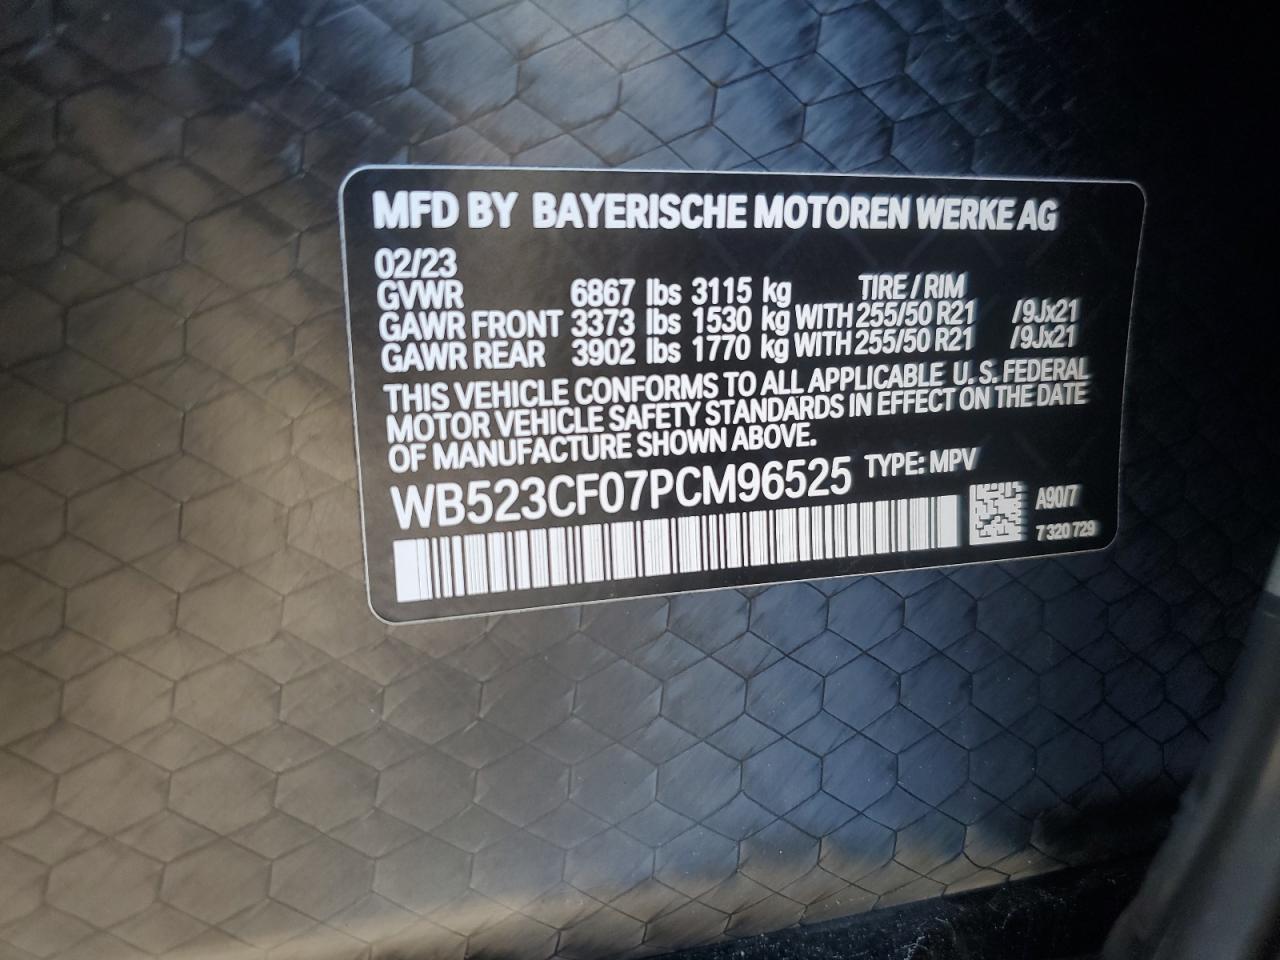 MFD BY BAYERISCHE MOTOREN WERKE AG
02/23
GVWR 6867 lbs 3115 kg TIRE / RIM
GAWR FRONT 3373 lbs 1530 kg WITH 255/50 R21 /9Jx21
GAWR REAR 3902 lbs 1770 kg WITH 255/50 R21 /9Jx21
THIS VEHICLE CONFORMS TO ALL APPLICABLE U.S. FEDERAL
MOTOR VEHICLE SAFETY STANDARDS IN EFFECT ON THE DATE
OF MANUFACTURE SHOWN ABOVE.
WB523CF07PCM96525 TYPE: MPV
A90/7
7 320 729